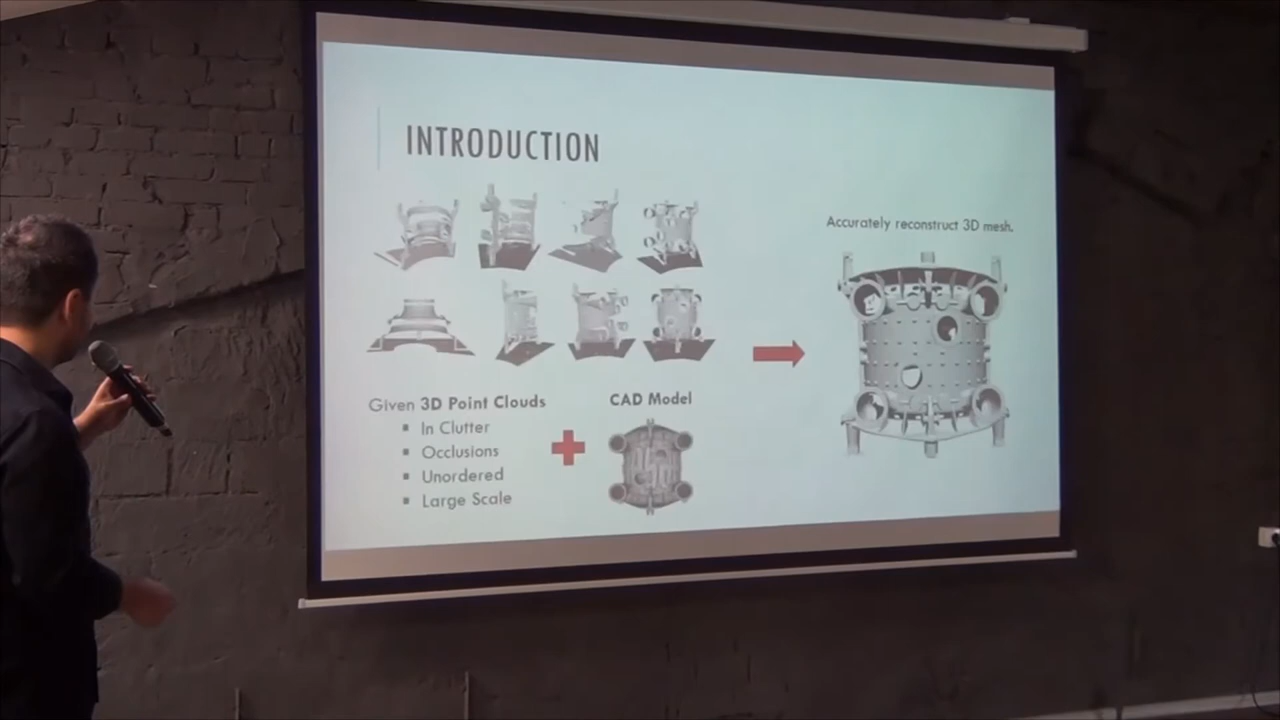 INTRODUCTION
Accurately reconstruct 3D mesh.
Given 3D Point Clouds
In Clutter
Occlusions
Unordered
Large Scale
CAD Model